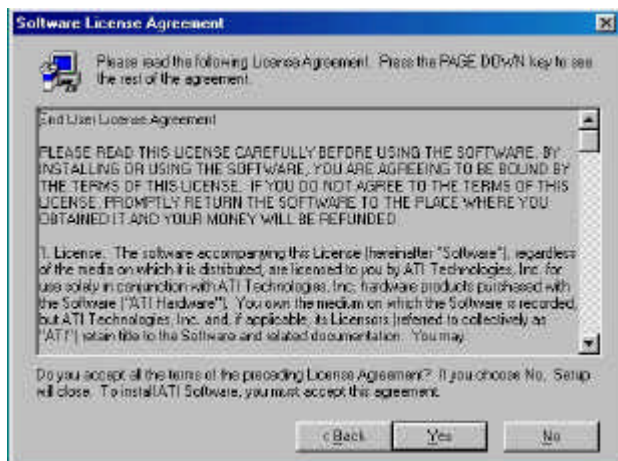 Software License Agreement
Please read the following License Agreement. Press the PAGE DOWN key to see
the rest of the agreement.
End User License Agreement
PLEASE READ THIS LICENSE CAREFULLY BEFORE USING THE SOFTWARE. BY
INSTALLING OR USING THE SOFTWARE, YOU ARE AGREEING TO BE BOUND BY
THE TERMS OF THIS LICENSE. IF YOU DO NOT AGREE TO THE TERMS OF THIS
LICENSE, PROMPTLY RETURN THE SOFTWARE TO THE PLACE WHERE YOU
OBTAINED IT AND YOUR MONEY WILL BE REFUNDED.
1. License. The software accompanying this License (hereinafter "Software"), regardless
of the media on which it is distributed, are licensed to you by ATI Technologies, Inc. for
use solely in conjunction with ATI Technologies, Inc. hardware products purchased with
the Software ("ATI Hardware"). You own the medium on which the Software is recorded,
but ATI Technologies, Inc. and, if applicable, its Licensors (referred to collectively as
"ATI") retain title to the Software and related documentation. You may
Do you accept all the terms of the preceding License Agreement? If you choose No, Setup
will close. To install ATI Software, you must accept this agreement.
< Back
Yes
No